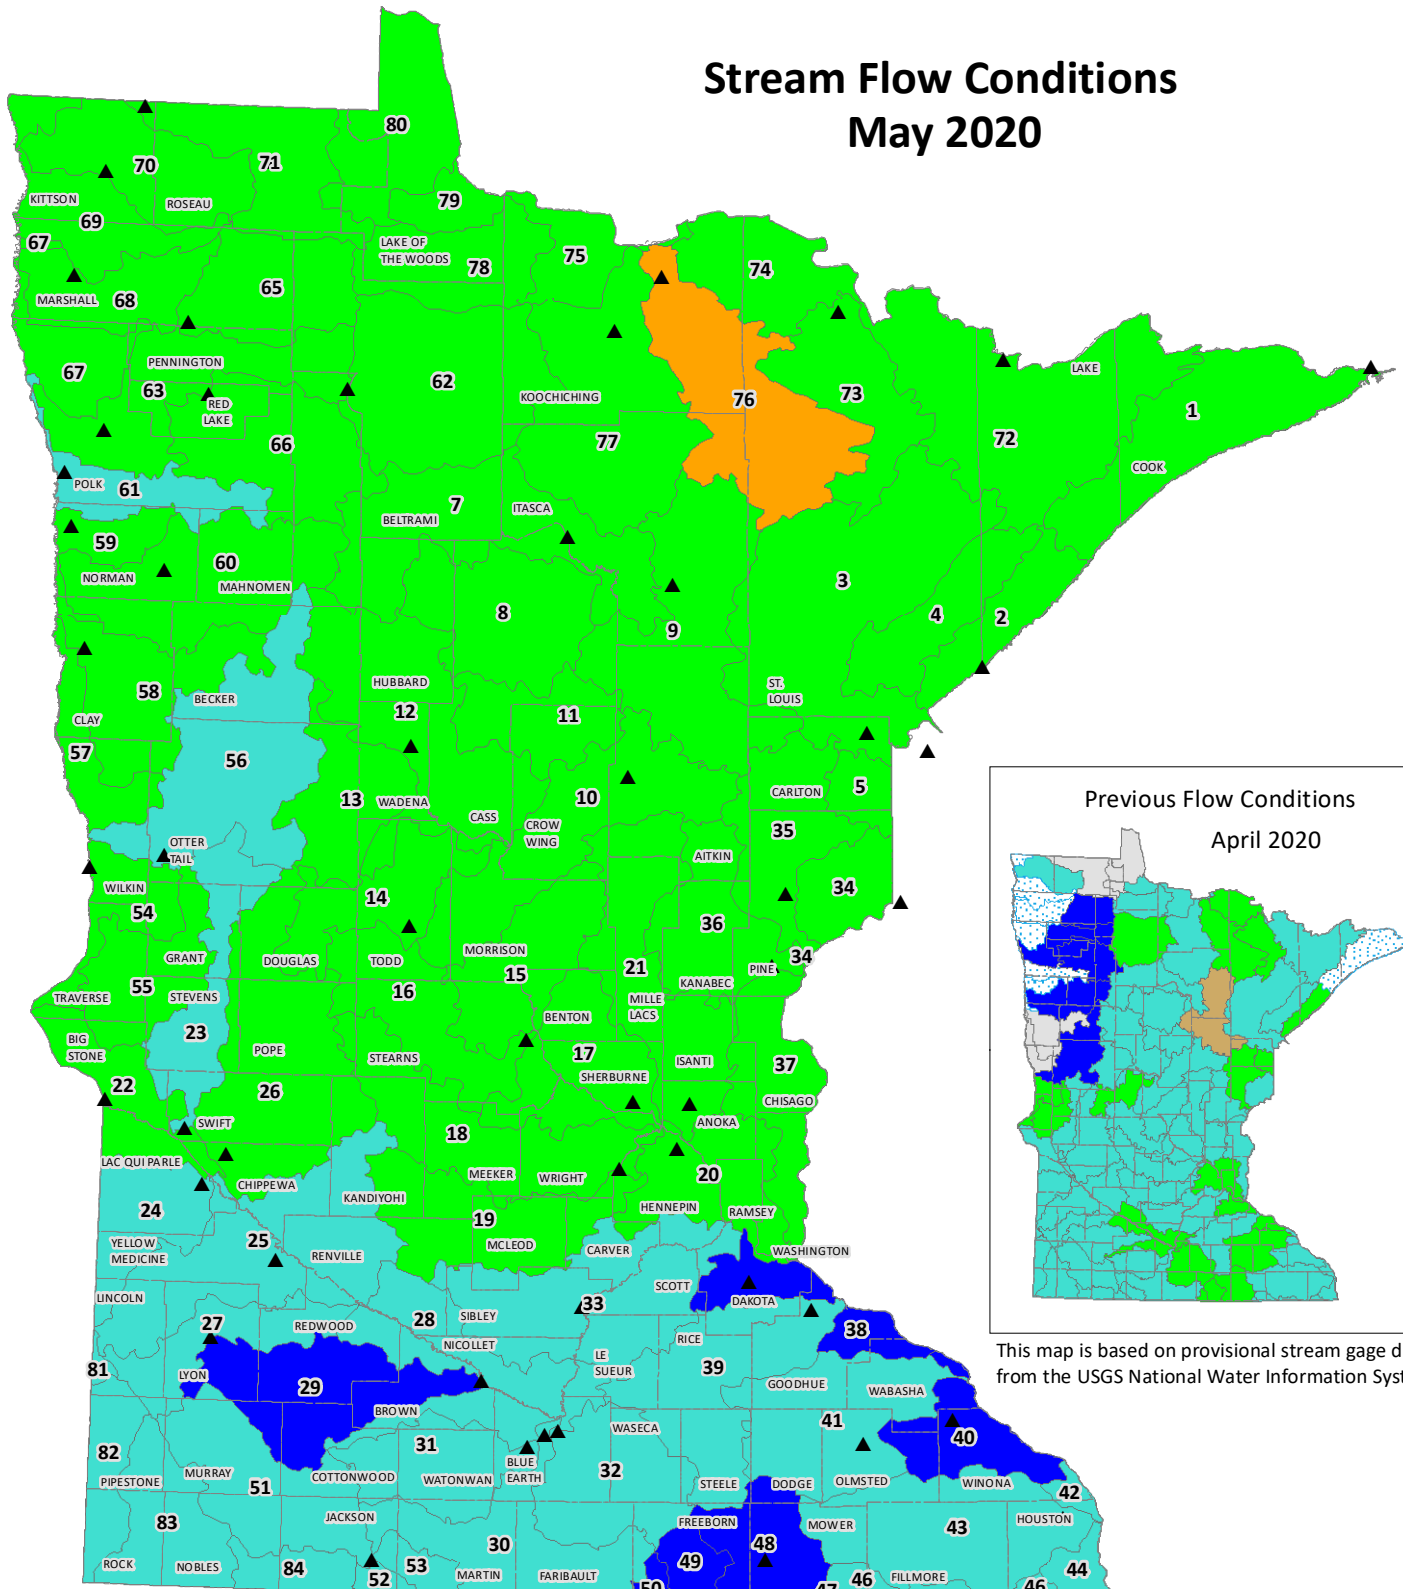 Stream Flow Conditions
May 2020
80
70
71
KITTSON
ROSEAU
79
69
67
LAKE OF
THE WOODS
75
78
74
65
MARSHALL
68
PENNINGTON
67
63
RED
LAKE
62
KOOCHICHING
76
73
LAKE
1
66
77
72
COOK
POLK
61
7
BELTRAMI
ITASCA
59
60
NORMAN
MAHNOMEN
3
8
4
2
9
58
BECKER
HUBBARD
12
ST.
LOUIS
CLAY
11
57
56
13
WADENA
10
CARLTON
5
CASS
CROW
WING
35
OTTER
TAIL
AITKIN
WILKIN
54
14
34
36
GRANT
DOUGLAS
TODD
MORRISON
15
21
PINE
34
55
TRAVERSE
STEVENS
16
KANABEC
MILLE
LACS
23
BENTON
BIG
STONE
POPE
STEARNS
17
ISANTI
37
22
26
SHERBURNE
CHISAGO
SWIFT
ANOKA
18
LAC QUI PARLE
CHIPPEWA
MEEKER
WRIGHT
20
KANDIYOHI
24
HENNEPIN
RAMSEY
19
YELLOW
MEDICINE
25
RENVILLE
MCLEOD
CARVER
WASHINGTON
LINCOLN
SCOTT
DAKOTA
33
27
REDWOOD
28
SIBLEY
38
NICOLLET
RICE
81
LYON
29
LE
SUEUR
39
GOODHUE
WABASHA
BROWN
41
WASECA
40
82
31
PIPESTONE
MURRAY
51
COTTONWOOD
WATONWAN
BLUE
EARTH
32
STEELE
DODGE
OLMSTED
WINONA
42
83
JACKSON
FREEBORN
MOWER
43
HOUSTON
30
48
ROCK
NOBLES
84
52
53
MARTIN
FARIBAULT
49
50
47
46
FILLMORE
44
46
Previous Flow Conditions
April 2020
This map is based on provisional stream gage d
from the USGS National Water Information Syst